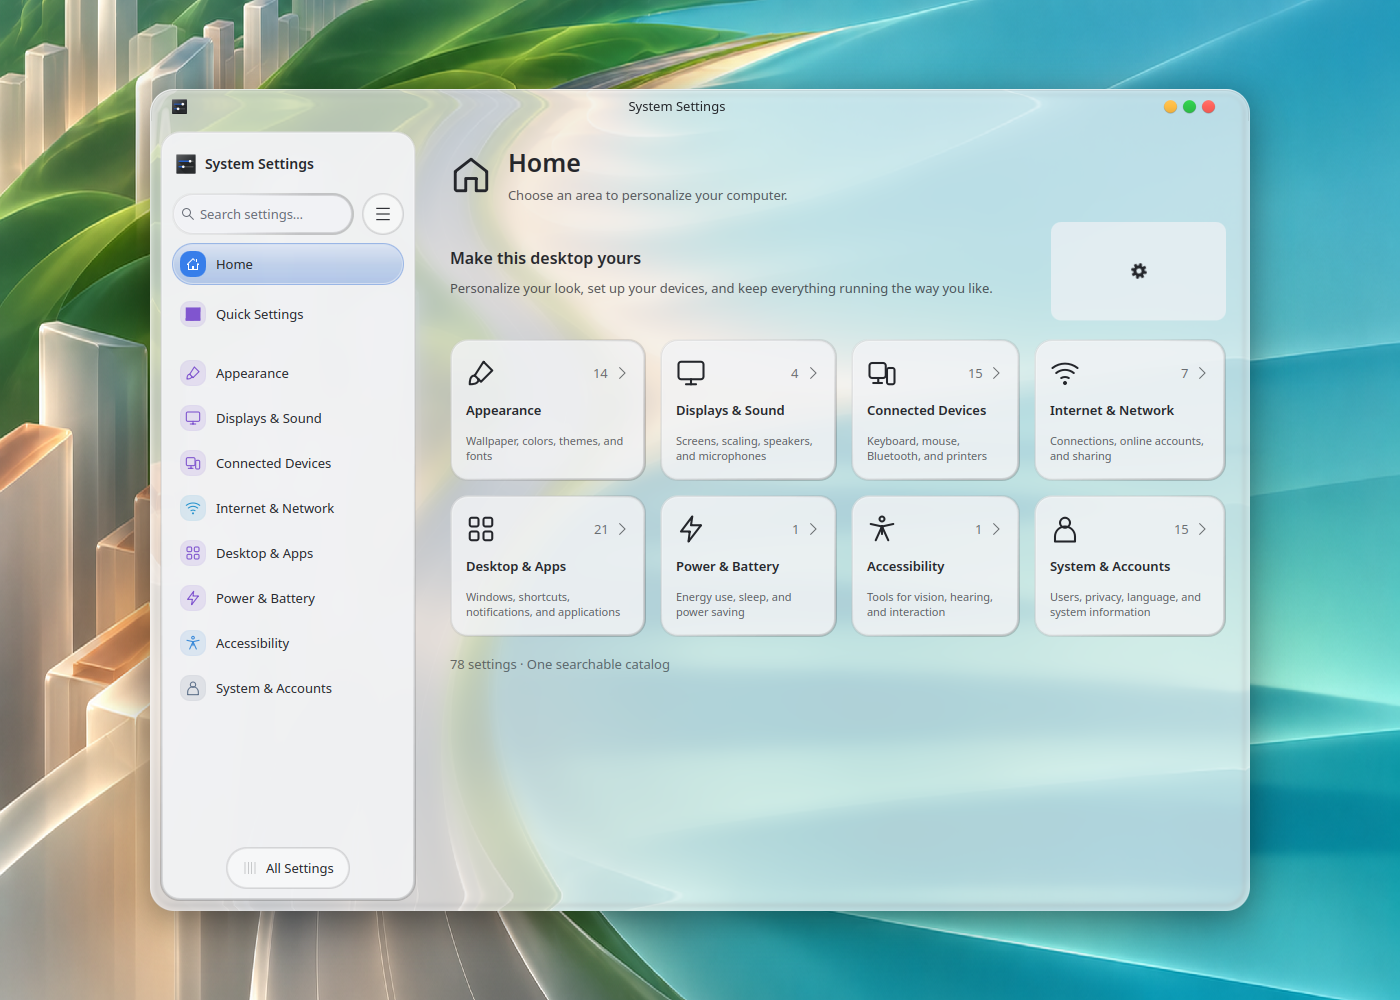 System Settings
System Settings
Search settings...
Home
Quick Settings
Appearance
Displays & Sound
Connected Devices
Internet & Network
Desktop & Apps
Power & Battery
Accessibility
System & Accounts
All Settings
Home
Choose an area to personalize your computer.
Make this desktop yours
Personalize your look, set up your devices, and keep everything running the way you like.
14
Appearance
Wallpaper, colors, themes, and
fonts
4
Displays & Sound
Screens, scaling, speakers,
and microphones
15
Connected Devices
Keyboard, mouse,
Bluetooth, and printers
7
Internet & Network
Connections, online accounts,
and sharing
21
Desktop & Apps
Windows, shortcuts,
notifications, and applications
1
Power & Battery
Energy use, sleep, and
power saving
1
Accessibility
Tools for vision, hearing,
and interaction
15
System & Accounts
Users, privacy, language, and
system information
78 settings · One searchable catalog